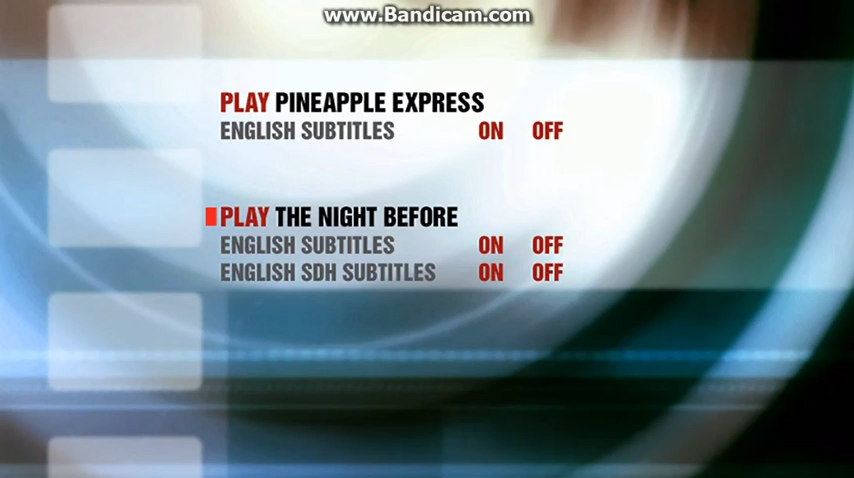 www.Bandicam.com
PLAY PINEAPPLE EXPRESS
ENGLISH SUBTITLES ON OFF
PLAY THE NIGHT BEFORE
ENGLISH SUBTITLES ON OFF
ENGLISH SDH SUBTITLES ON OFF